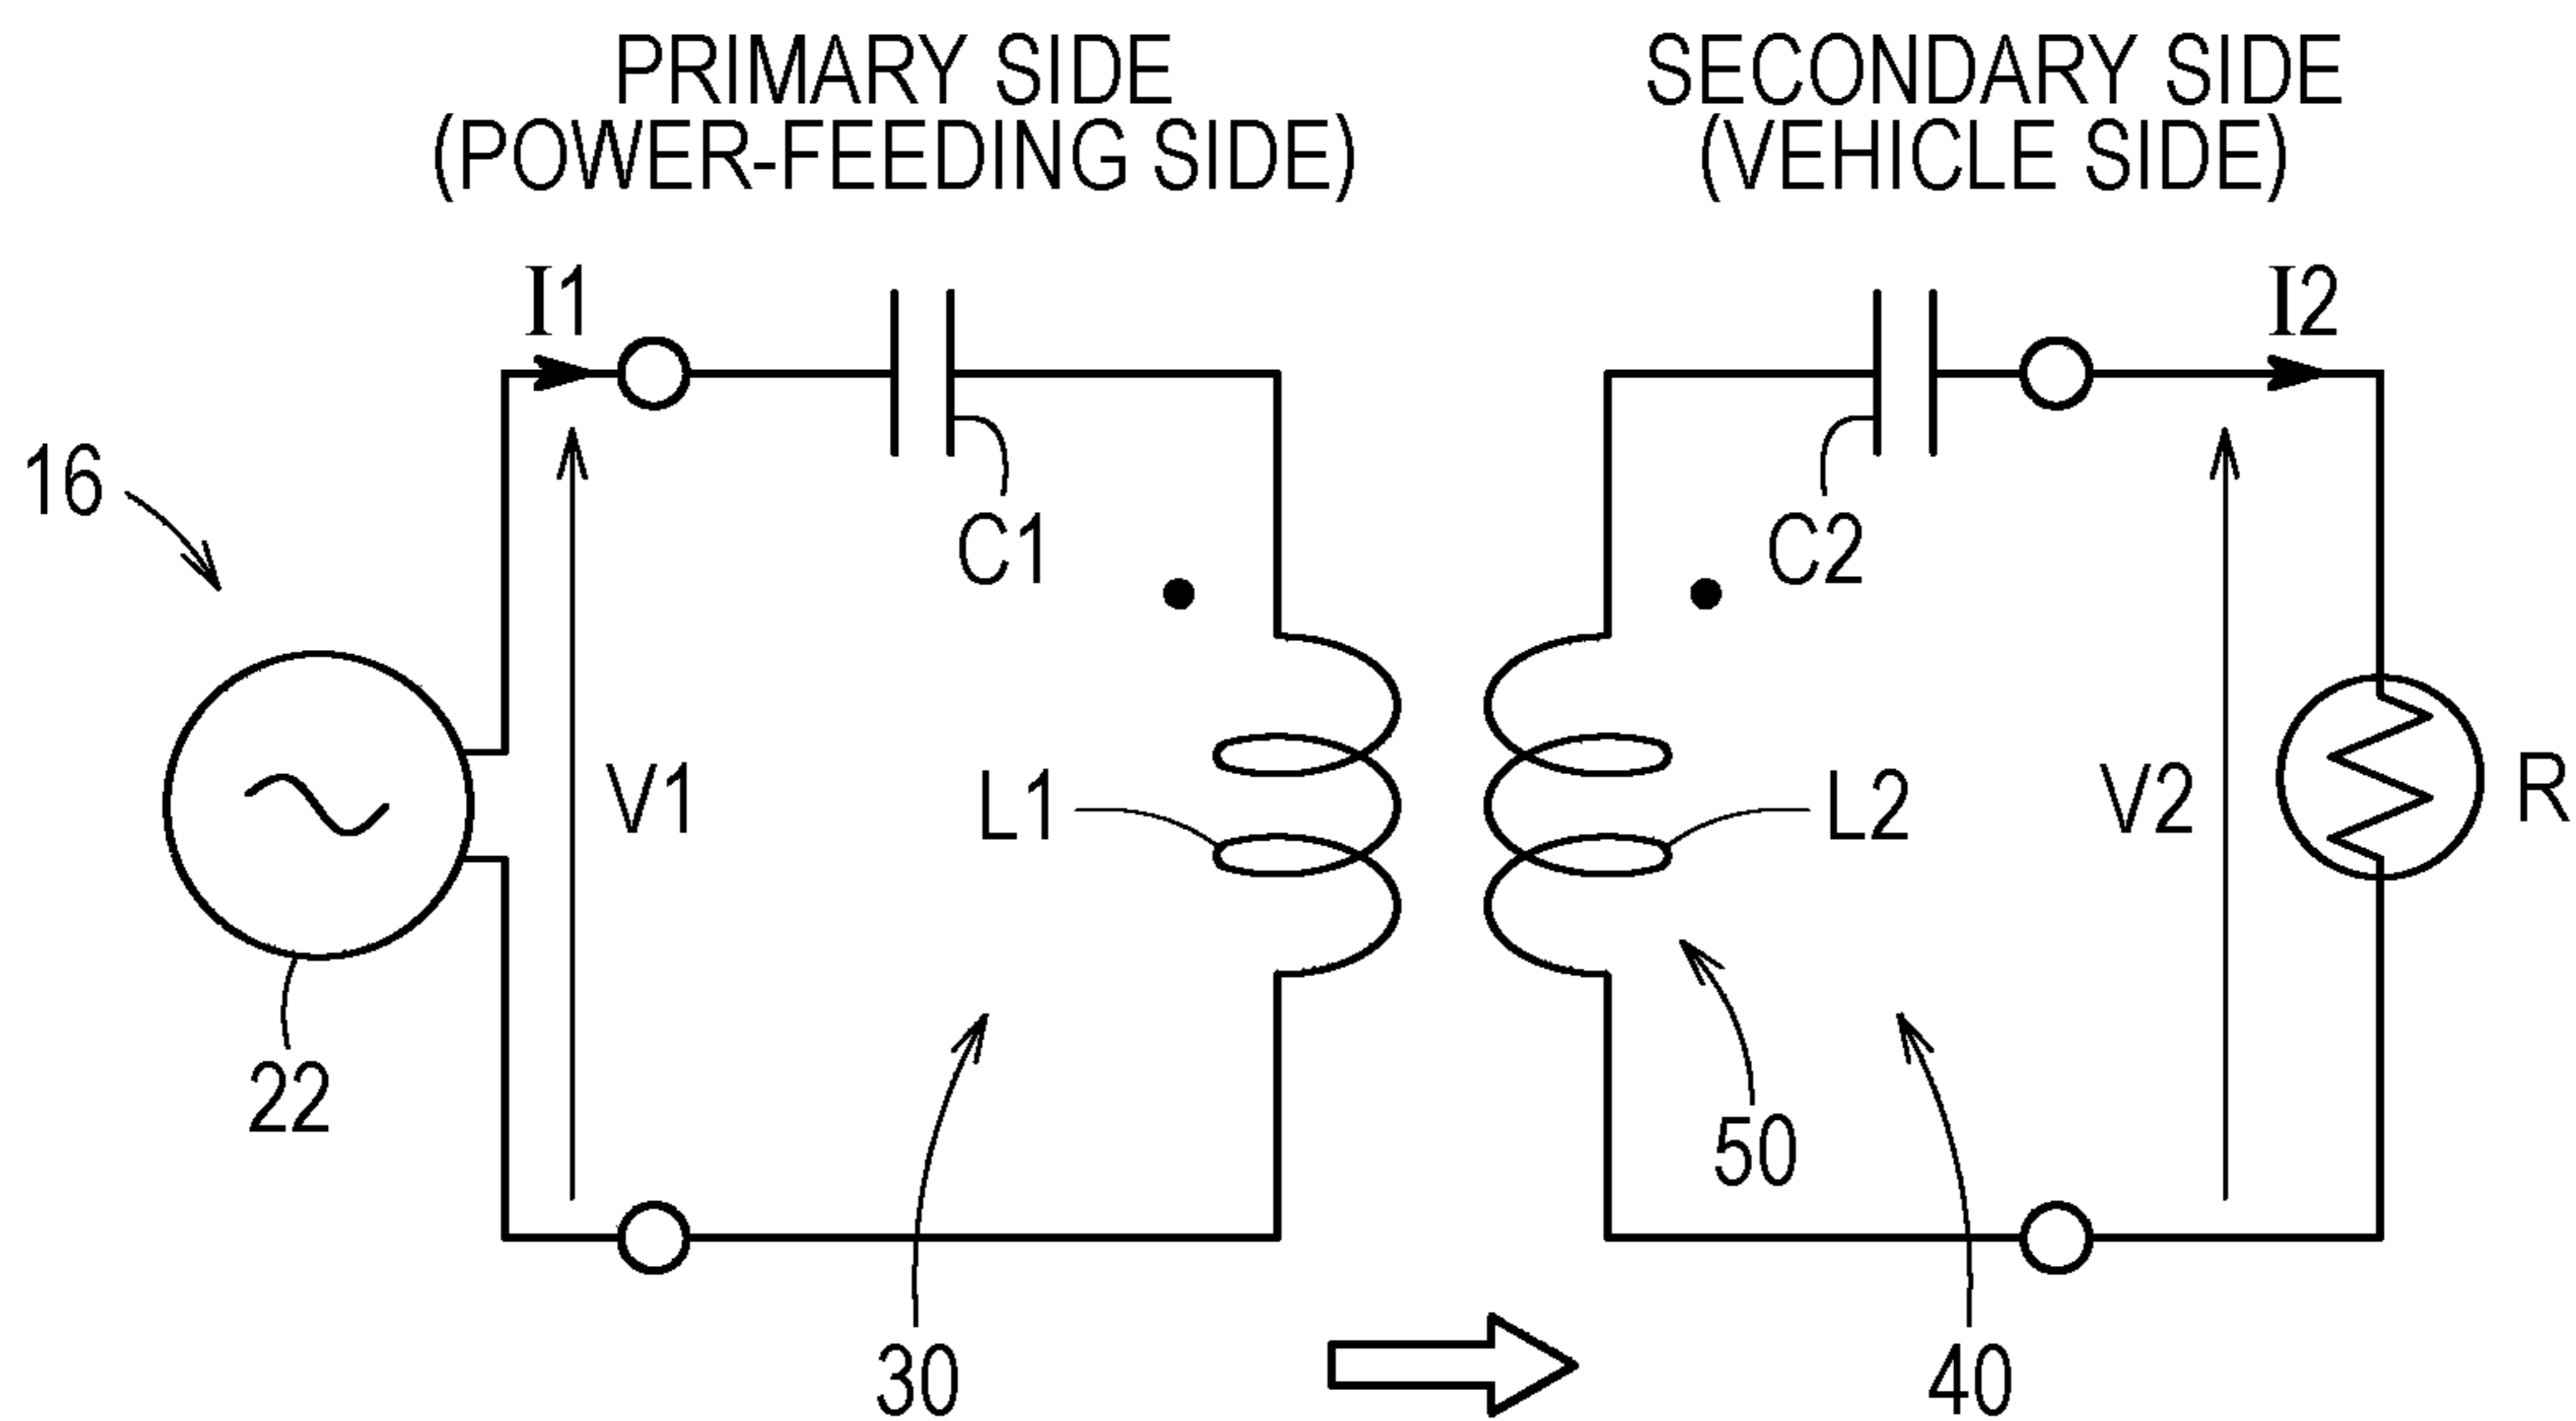 PRIMARY SIDE
(POWER-FEEDING SIDE)
SECONDARY SIDE
(VEHICLE SIDE)
I1
I2
16
C1
C2
V1
L1
L2
V2
R
22
50
30
40